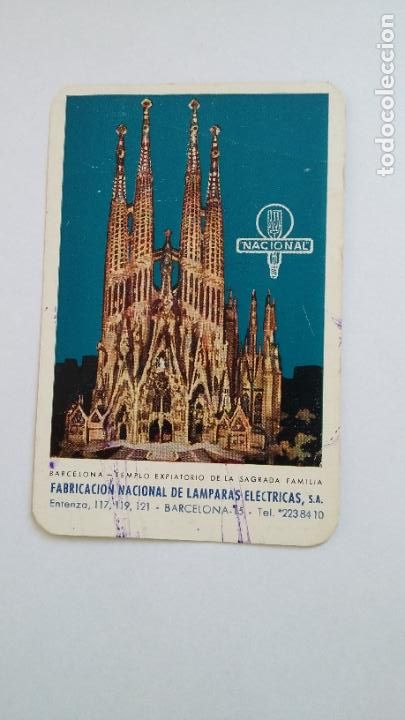 NACIONAL
BARCELONA - TEMPLO EXPIATORIO DE LA SAGRADA FAMILIA
FABRICACION NACIONAL DE LAMPARAS ELECTRICAS, S.A.
Entenza, 117, 119, 121 - BARCELONA-15 - Tel. *223 84 10
todocoleccion